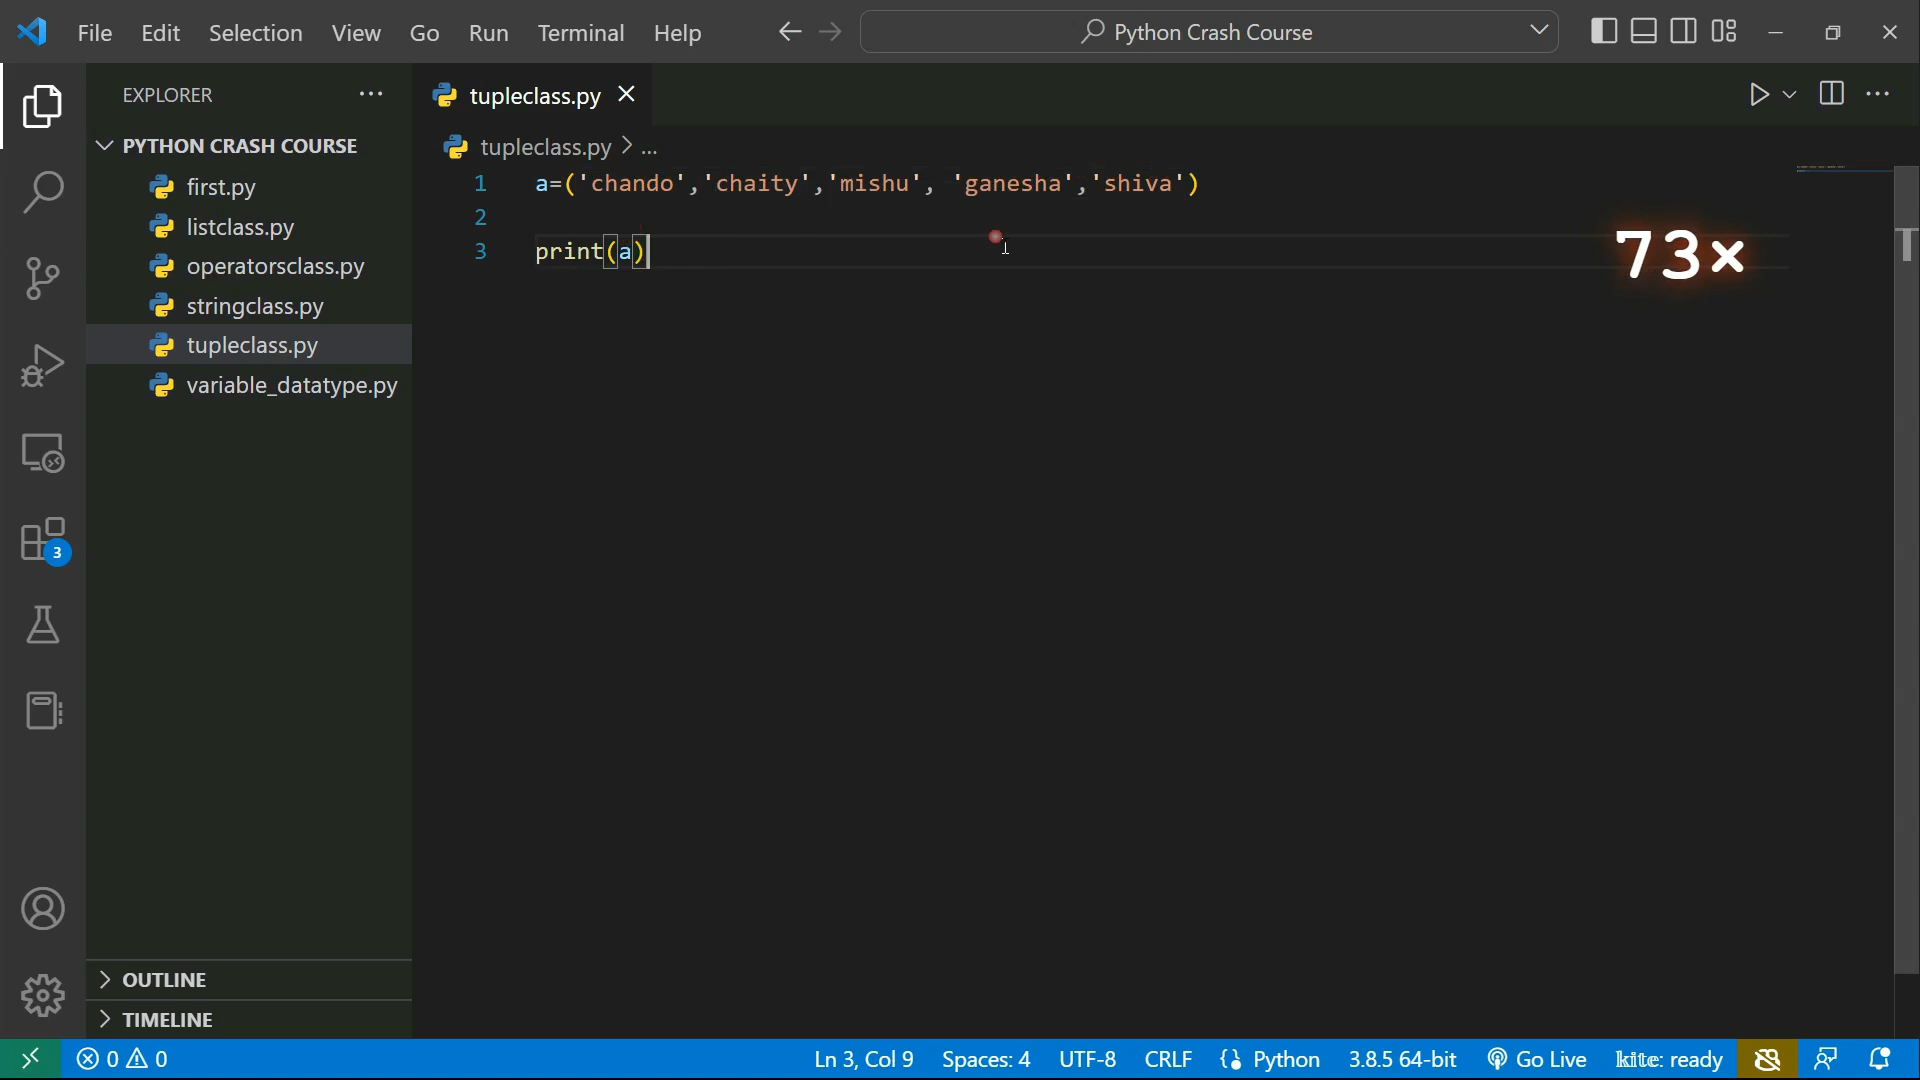 File Edit Selection View Go Run Terminal Help
Python Crash Course
EXPLORER
PYTHON CRASH COURSE
first.py
listclass.py
operatorsclass.py
stringclass.py
tupleclass.py
variable_datatype.py
3
OUTLINE
TIMELINE
tupleclass.py
tupleclass.py > ...
1 a=('chando','chaity','mishu', 'ganesha','shiva')
2
3 print(a)
73×
0 0
Ln 3, Col 9 Spaces: 4 UTF-8 CRLF {} Python 3.8.5 64-bit Go Live kite: ready